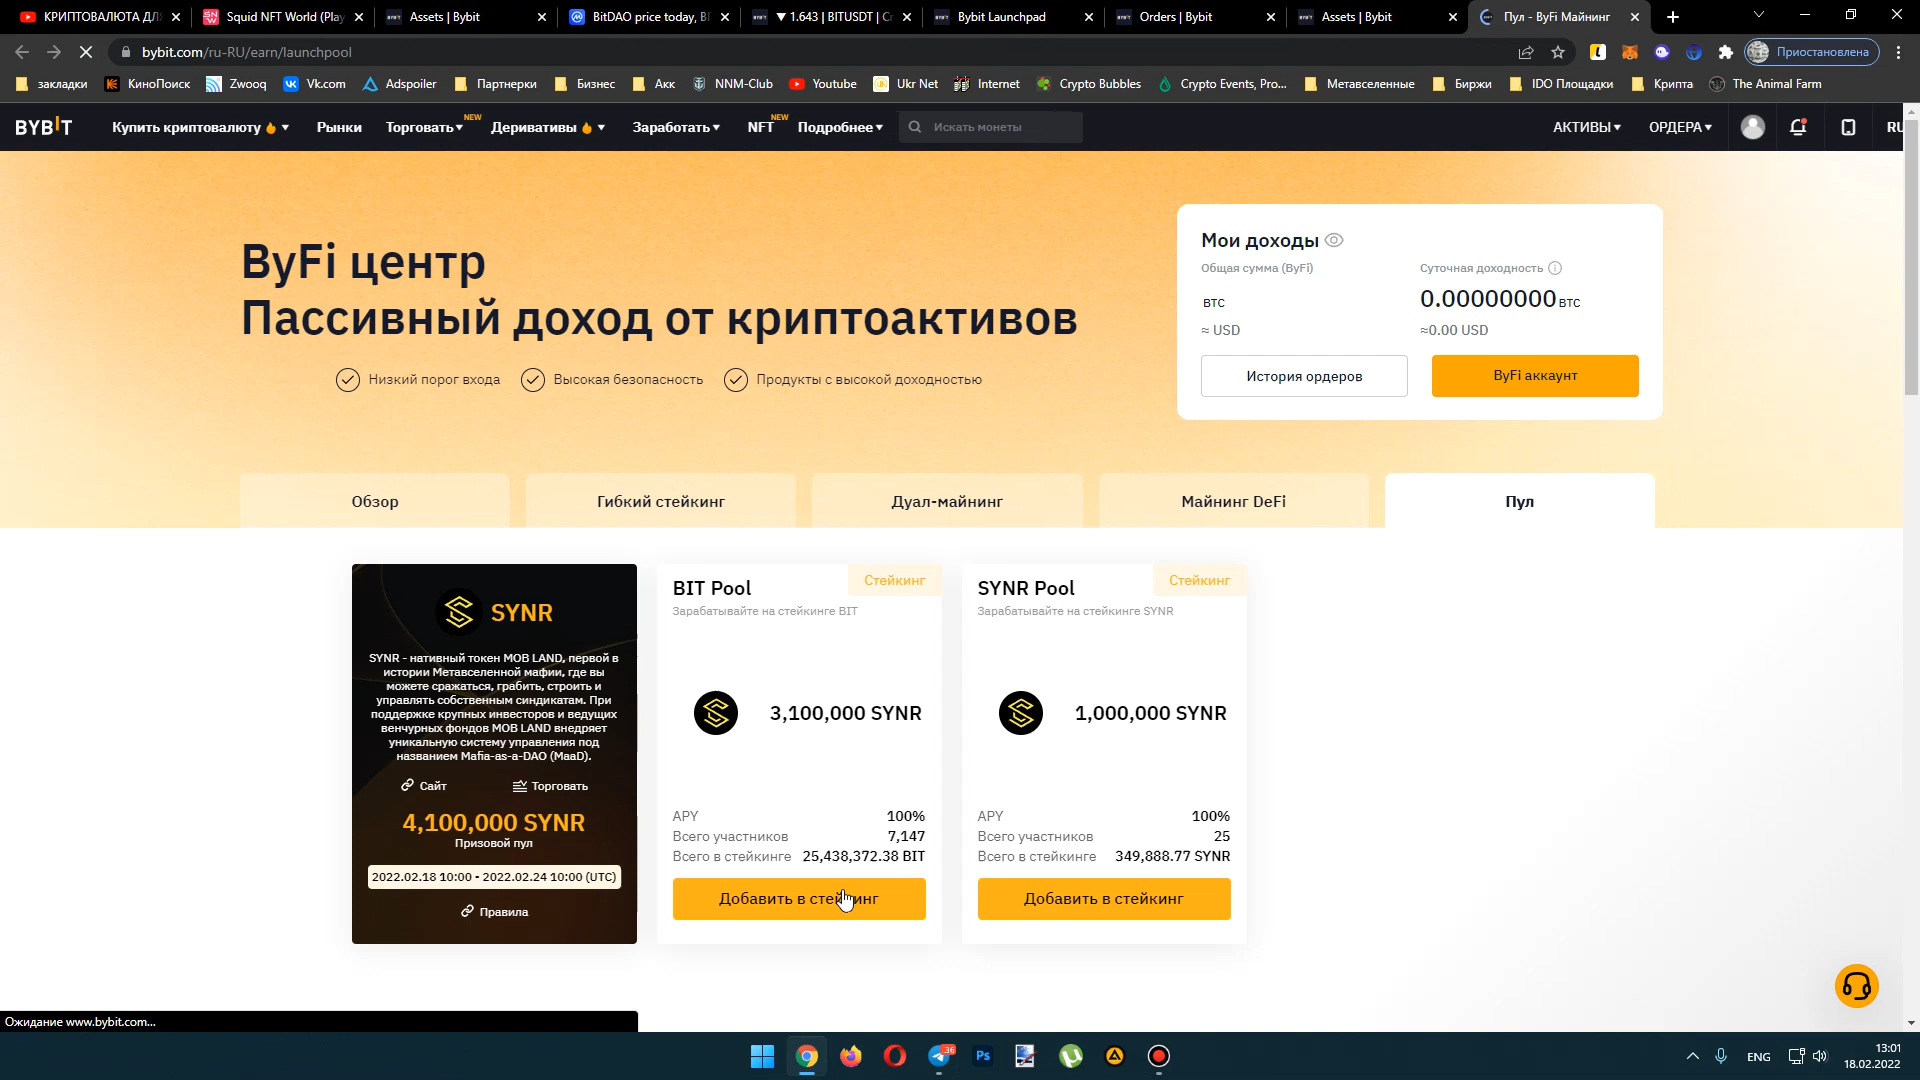 КРИПТОВАЛЮТА ДЛ
Squid NFT World (Play
Assets | Bybit
BitDAO price today, BI
▼ 1.643 | BITUSDT | Cr
Bybit Launchpad
Orders | Bybit
Assets | Bybit
Пул - ByFi Майнинг
bybit.com/ru-RU/earn/launchpool
Приостановлена
закладки
КиноПоиск
Zwooq
Vk.com
Adspoiler
Партнерки
Бизнес
Акк
NNM-Club
Youtube
Ukr Net
Internet
Crypto Bubbles
Crypto Events, Pro...
Метавселенные
Биржи
IDO Площадки
Крипта
The Animal Farm
BYBIT
Купить криптовалюту
Рынки
Торговать NEW
Деривативы
Заработать
NFT NEW
Подробнее
Искать монеты
АКТИВЫ
ОРДЕРА
RU
ByFi центр
Пассивный доход от криптоактивов
Низкий порог входа
Высокая безопасность
Продукты с высокой доходностью
Мои доходы
Общая сумма (ByFi)
Суточная доходность
BTC
0.00000000 BTC
≈ USD
≈0.00 USD
История ордеров
ByFi аккаунт
Обзор
Гибкий стейкинг
Дуал-майнинг
Майнинг DeFi
Пул
SYNR
SYNR - нативный токен MOB LAND, первой в
истории Метавселенной мафии, где вы
можете сражаться, грабить, строить и
управлять собственным синдикатам. При
поддержке крупных инвесторов и ведущих
венчурных фондов MOB LAND внедряет
уникальную систему управления под
названием Mafia-as-a-DAO (MaaD).
Сайт
Торговать
4,100,000 SYNR
Призовой пул
2022.02.18 10:00 - 2022.02.24 10:00 (UTC)
Правила
Стейкинг
BIT Pool
Зарабатывайте на стейкинге BIT
3,100,000 SYNR
APY 100%
Всего участников 7,147
Всего в стейкинге 25,438,372.38 BIT
Добавить в стейкинг
Стейкинг
SYNR Pool
Зарабатывайте на стейкинге SYNR
1,000,000 SYNR
APY 100%
Всего участников 25
Всего в стейкинге 349,888.77 SYNR
Добавить в стейкинг
Ожидание www.bybit.com...
36
Ps
ENG
13:01
18.02.2022